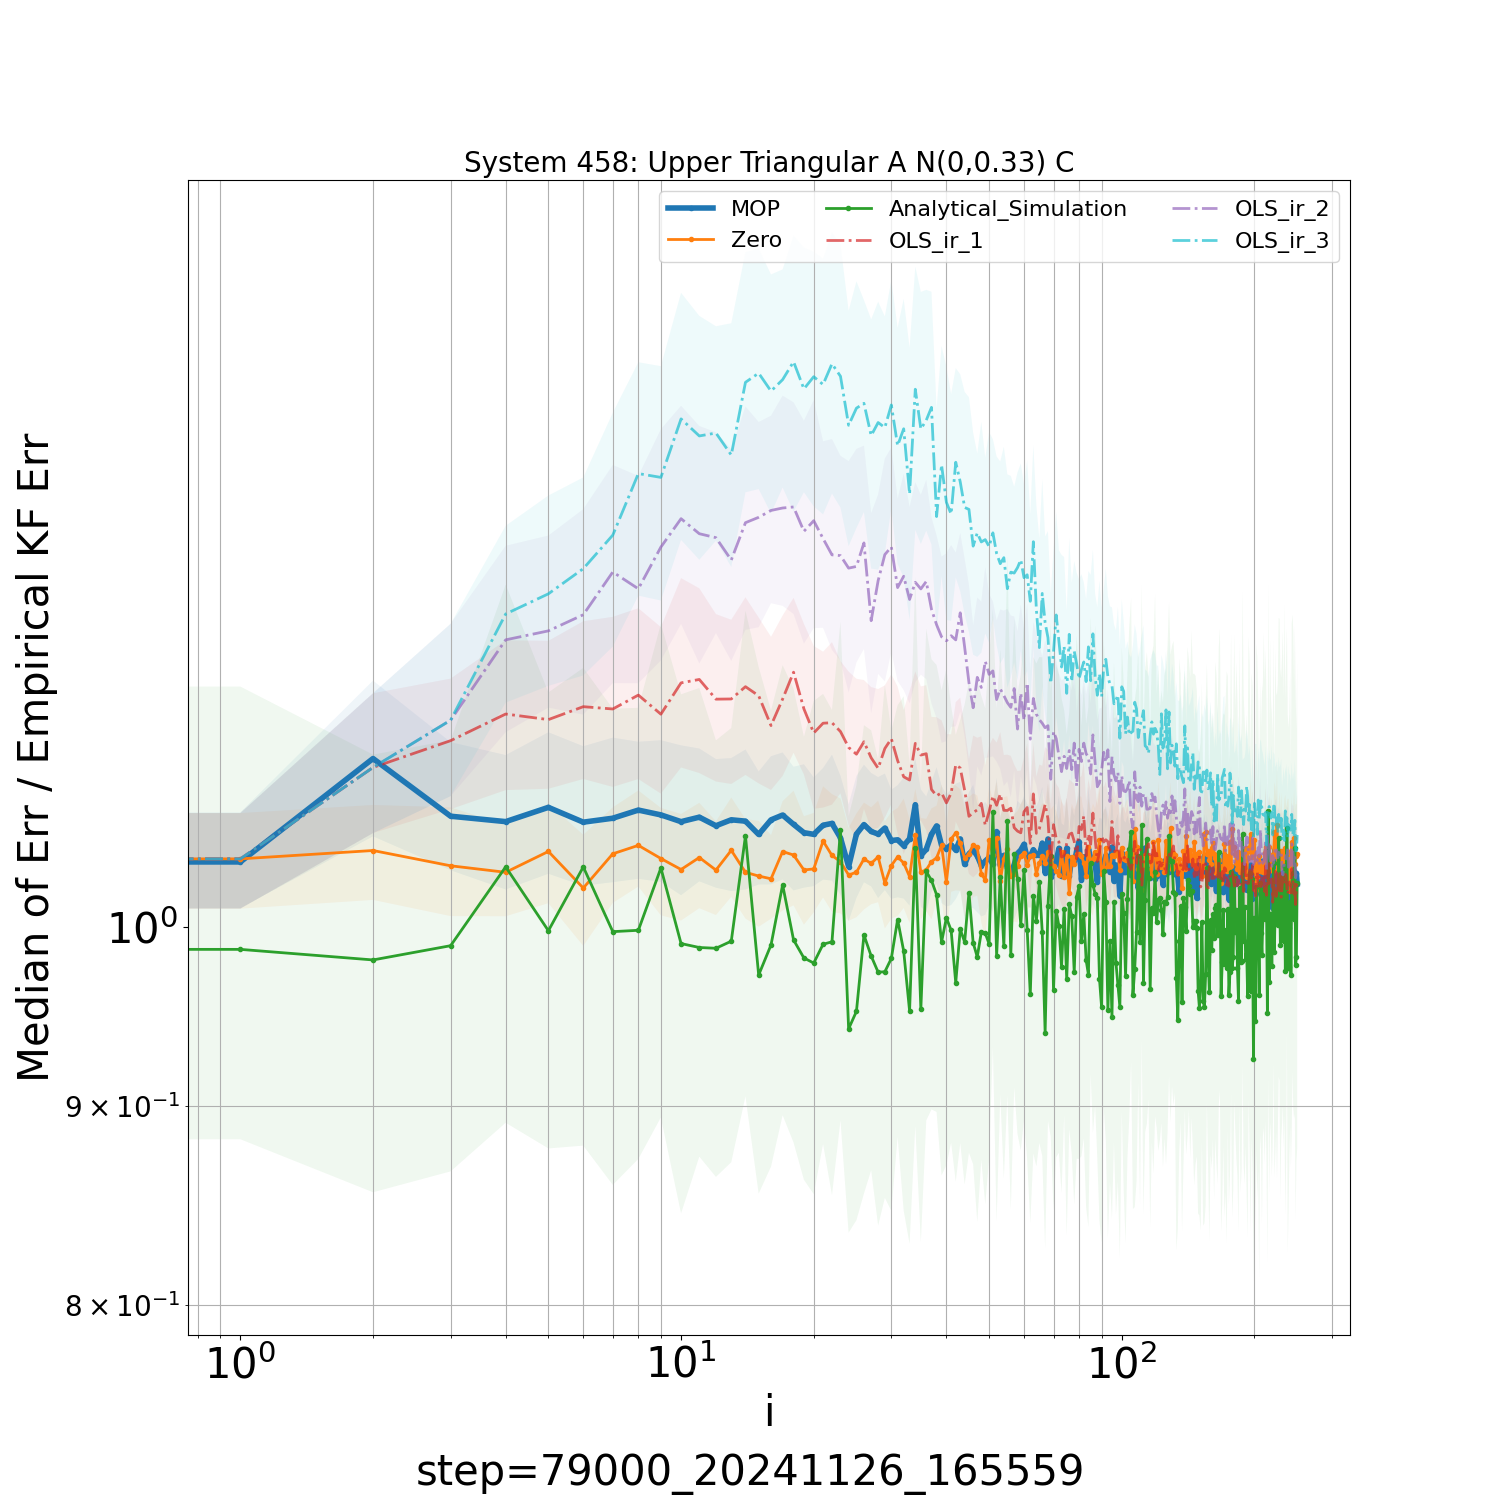 System 458: Upper Triangular A N(0,0.33) C
MOP
Zero
Analytical_Simulation
OLS_ir_1
OLS_ir_2
OLS_ir_3
Median of Err / Empirical KF Err
10⁰
9 × 10⁻¹
8 × 10⁻¹
10⁰ 10¹ 10²
i
step=79000_20241126_165559